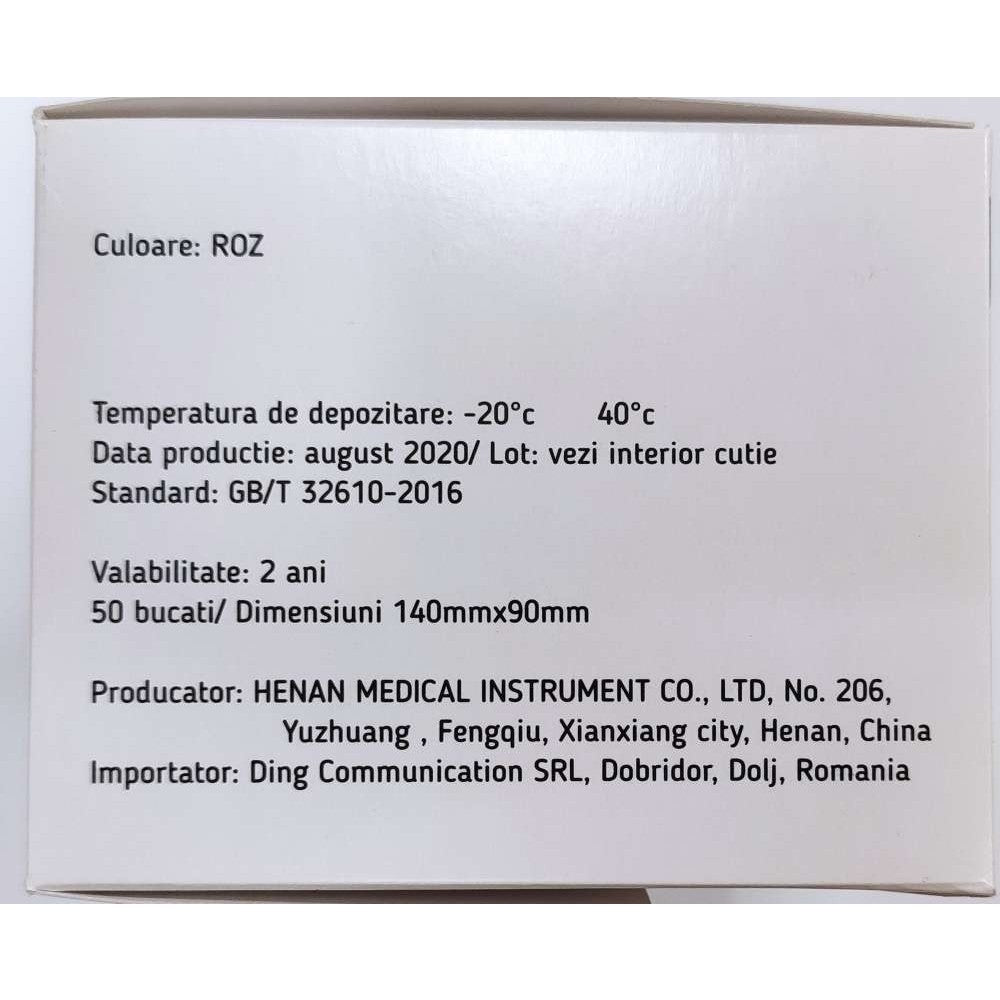 Culoare: ROZ
Temperatura de depozitare: -20°c 40°c
Data productie: august 2020/ Lot: vezi interior cutie
Standard: GB/T 32610-2016
Valabilitate: 2 ani
50 bucati/ Dimensiuni 140mmx90mm
Producator: HENAN MEDICAL INSTRUMENT CO., LTD, No. 206,
Yuzhuang , Fengqiu, Xianxiang city, Henan, China
Importator: Ding Communication SRL, Dobridor, Dolj, Romania